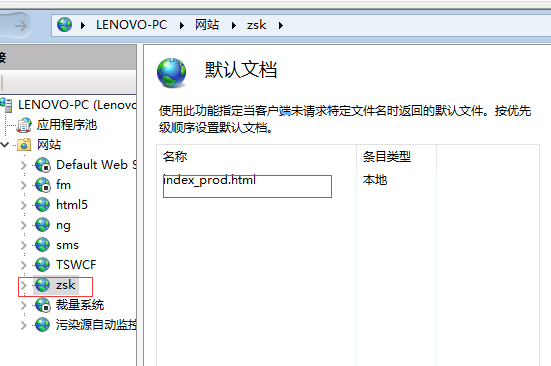 LENOVO-PC 网站 zsk
接
LENOVO-PC (Lenovo
应用程序池
网站
Default Web S
fm
html5
ng
sms
TSWCF
zsk
裁量系统
污染源自动监控
默认文档
使用此功能指定当客户端未请求特定文件名时返回的默认文件。按优先
级顺序设置默认文档。
名称 条目类型
index_prod.html 本地